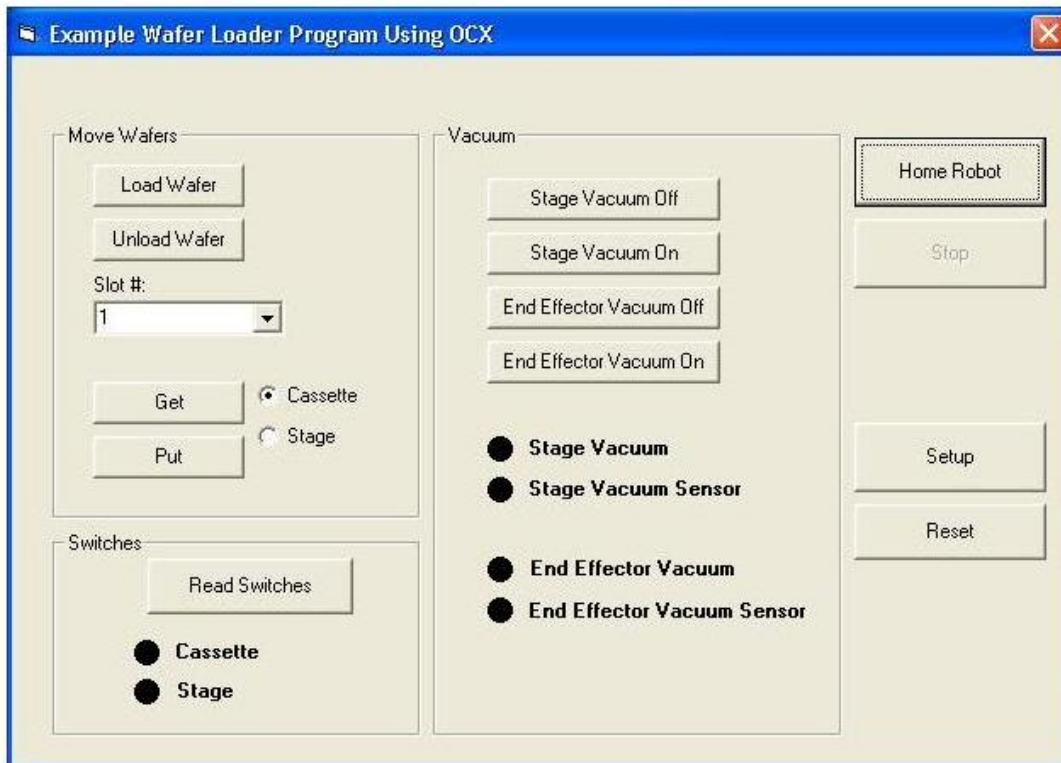 Example Wafer Loader Program Using OCX
Move Wafers
Load Wafer
Unload Wafer
Slot #:
1
Get
Put
Cassette
Stage
Switches
Read Switches
Cassette
Stage
Vacuum
Stage Vacuum Off
Stage Vacuum On
End Effector Vacuum Off
End Effector Vacuum On
Stage Vacuum
Stage Vacuum Sensor
End Effector Vacuum
End Effector Vacuum Sensor
Home Robot
Stop
Setup
Reset